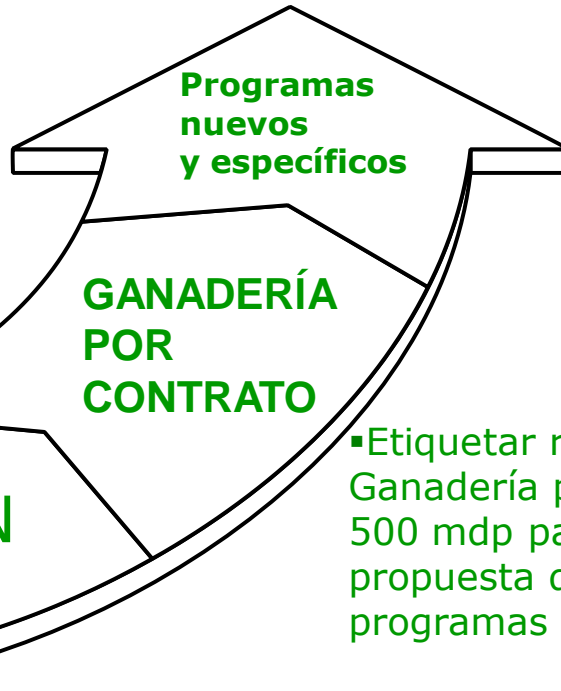 Programas
nuevos
y específicos
GANADERÍA
POR
CONTRATO
▪Etiquetar
Ganadería
500 mdp
propuesta
programas
N